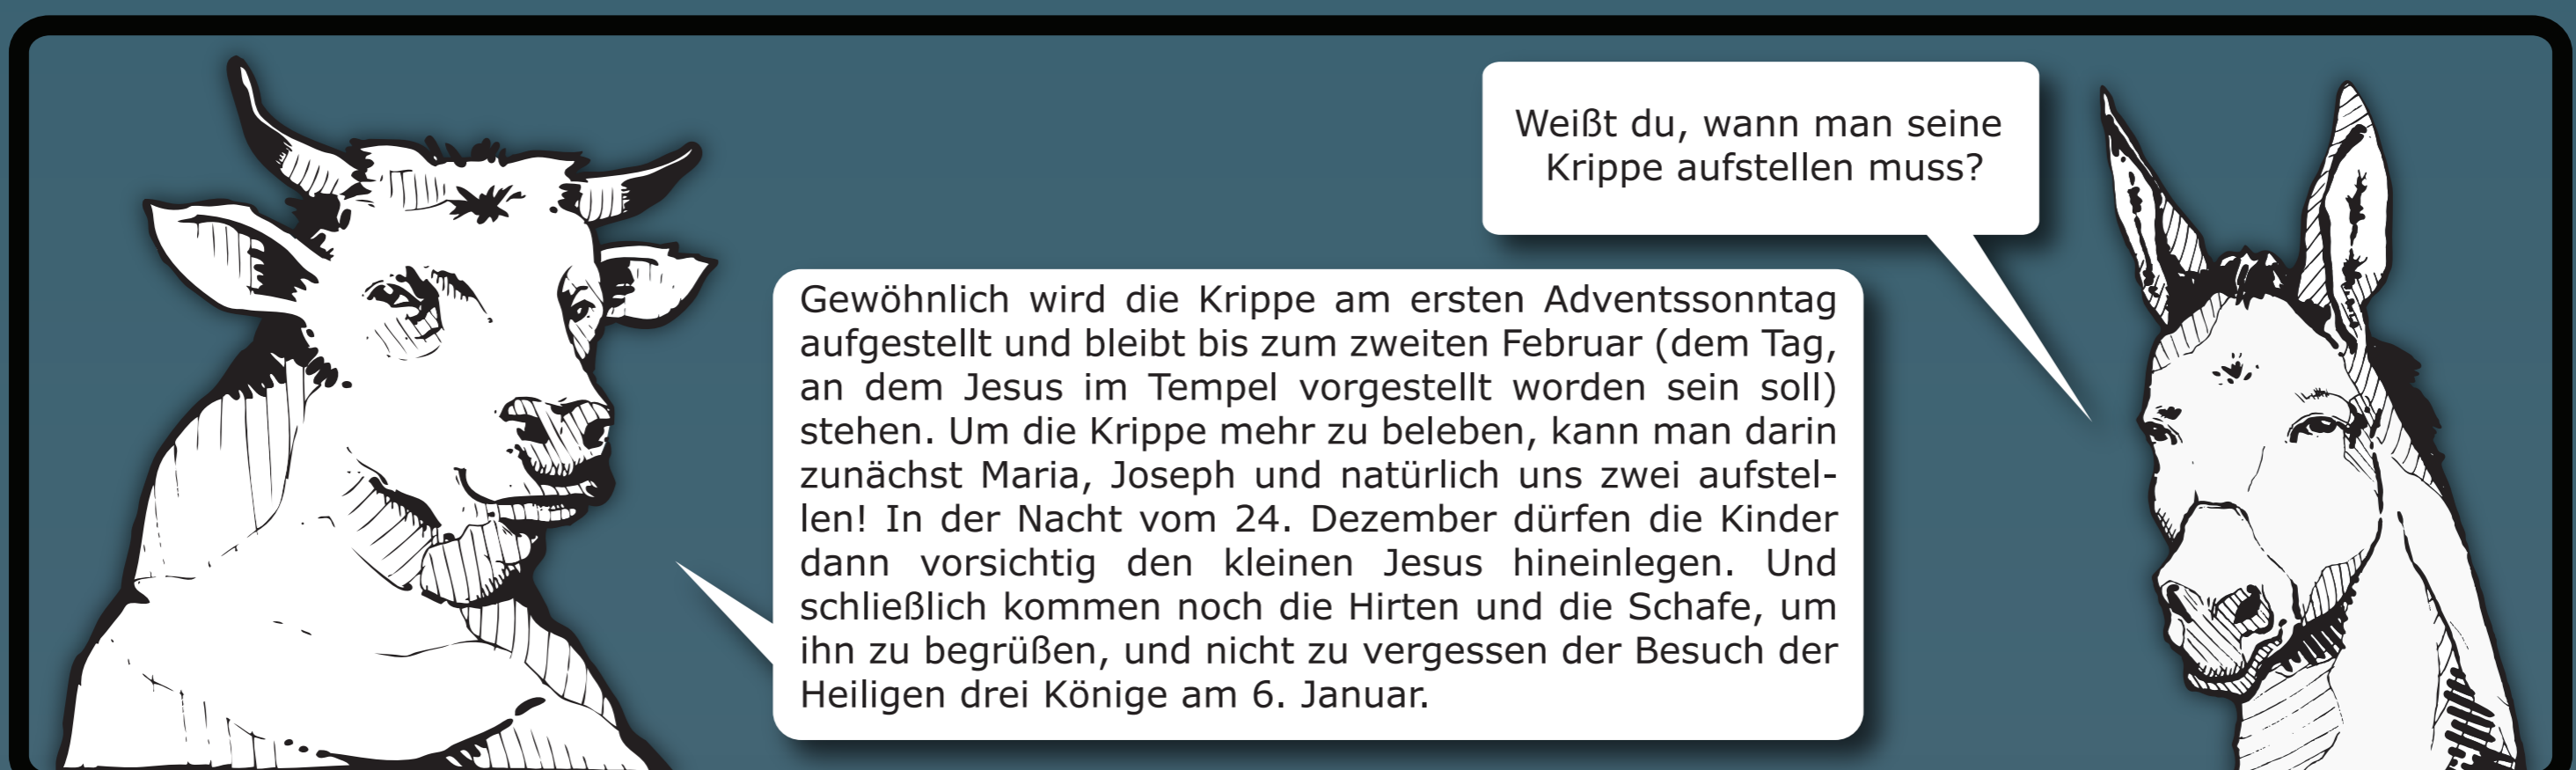 Weißt du, wann man seine
Krippe aufstellen muss?
Gewöhnlich wird die Krippe am ersten Adventssonntag
aufgestellt und bleibt bis zum zweiten Februar (dem Tag,
an dem Jesus im Tempel vorgestellt worden sein soll)
stehen. Um die Krippe mehr zu beleben, kann man darin
zunächst Maria, Joseph und natürlich uns zwei aufstel-
len! In der Nacht vom 24. Dezember dürfen die Kinder
dann vorsichtig den kleinen Jesus hineinlegen. Und
schließlich kommen noch die Hirten und die Schafe, um
ihn zu begrüßen, und nicht zu vergessen der Besuch der
Heiligen drei Könige am 6. Januar.